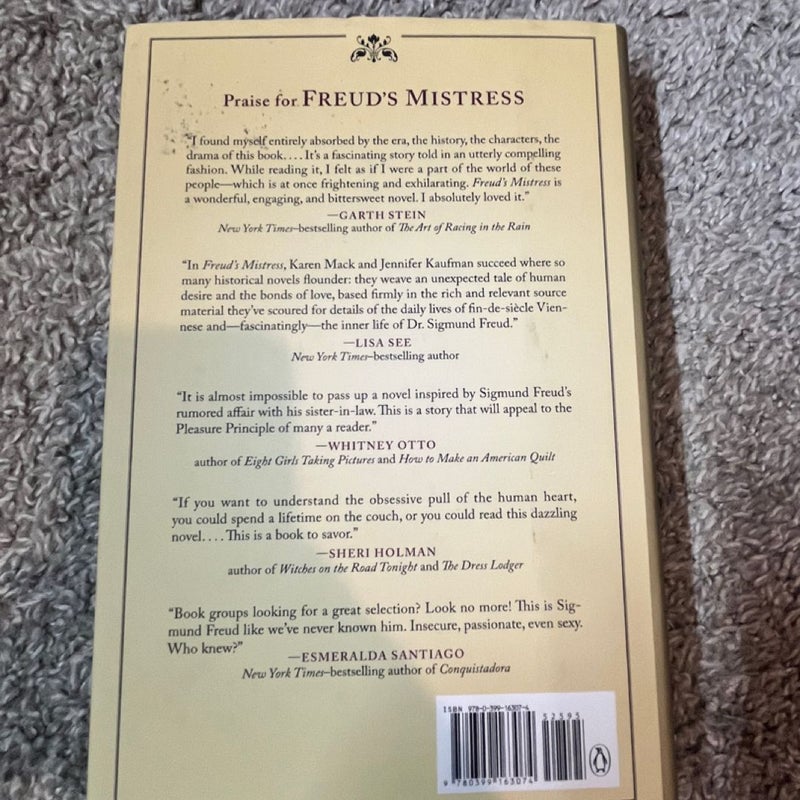 Praise for FREUD'S MISTRESS
"I found myself entirely absorbed by the era, the history, the characters, the
drama of this book.... It's a fascinating story told in an utterly compelling
fashion. While reading it, I felt as if I were a part of the world of these
people—which is at once frightening and exhilarating. Freud's Mistress is
a wonderful, engaging, and bittersweet novel. I absolutely loved it."
—GARTH STEIN
New York Times–bestselling author of The Art of Racing in the Rain
"In Freud's Mistress, Karen Mack and Jennifer Kaufman succeed where so
many historical novels flounder: they weave an unexpected tale of human
desire and the bonds of love, based firmly in the rich and relevant source
material they've scoured for details of the daily lives of fin-de-siècle Vien-
nese and—fascinatingly—the inner life of Dr. Sigmund Freud."
—LISA SEE
New York Times–bestselling author
"It is almost impossible to pass up a novel inspired by Sigmund Freud's
rumored affair with his sister-in-law. This is a story that will appeal to the
Pleasure Principle of many a reader."
—WHITNEY OTTO
author of Eight Girls Taking Pictures and How to Make an American Quilt
"If you want to understand the obsessive pull of the human heart,
you could spend a lifetime on the couch, or you could read this dazzling
novel.... This is a book to savor."
—SHERI HOLMAN
author of Witches on the Road Tonight and The Dress Lodger
"Book groups looking for a great selection? Look no more! This is Sig-
mund Freud like we've never known him. Insecure, passionate, even sexy.
Who knew?"
—ESMERALDA SANTIAGO
New York Times–bestselling author of Conquistadora
ISBN 978-0-399-16307-4
52595
9 780399 163074